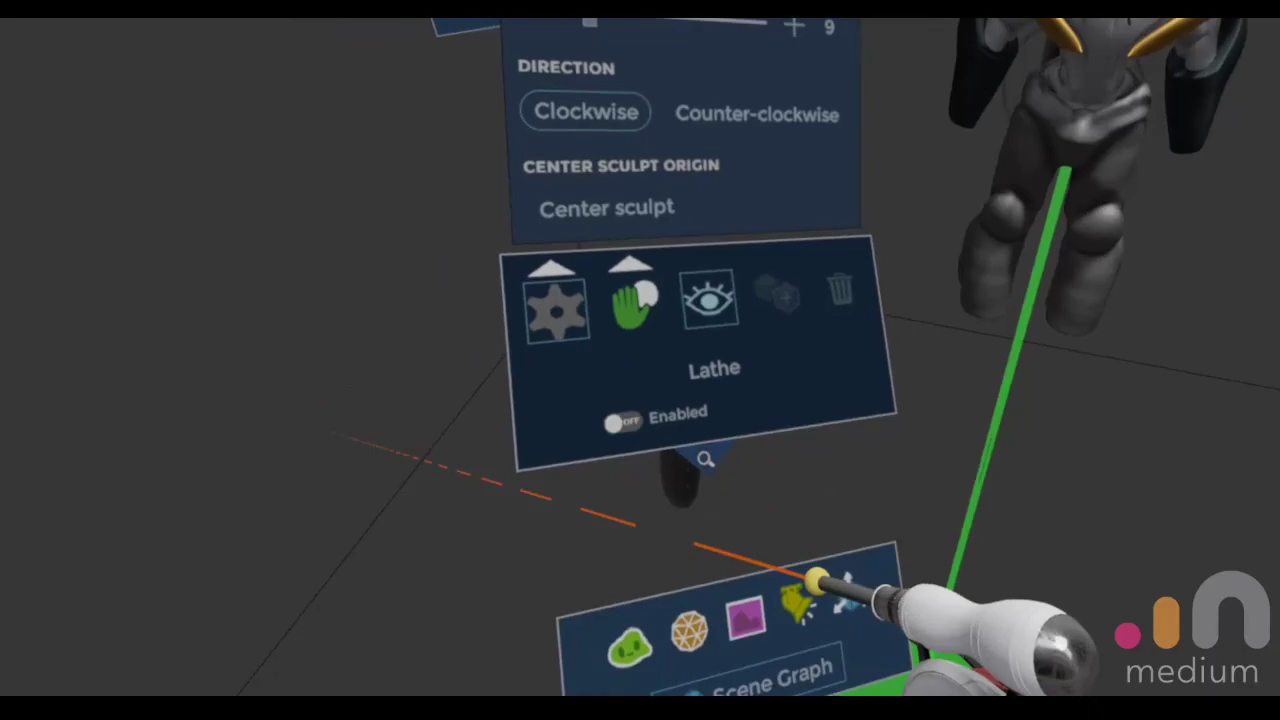 9
DIRECTION
Clockwise Counter-clockwise
CENTER SCULPT ORIGIN
Center sculpt
Lathe
OFF Enabled
Scene Graph
medium